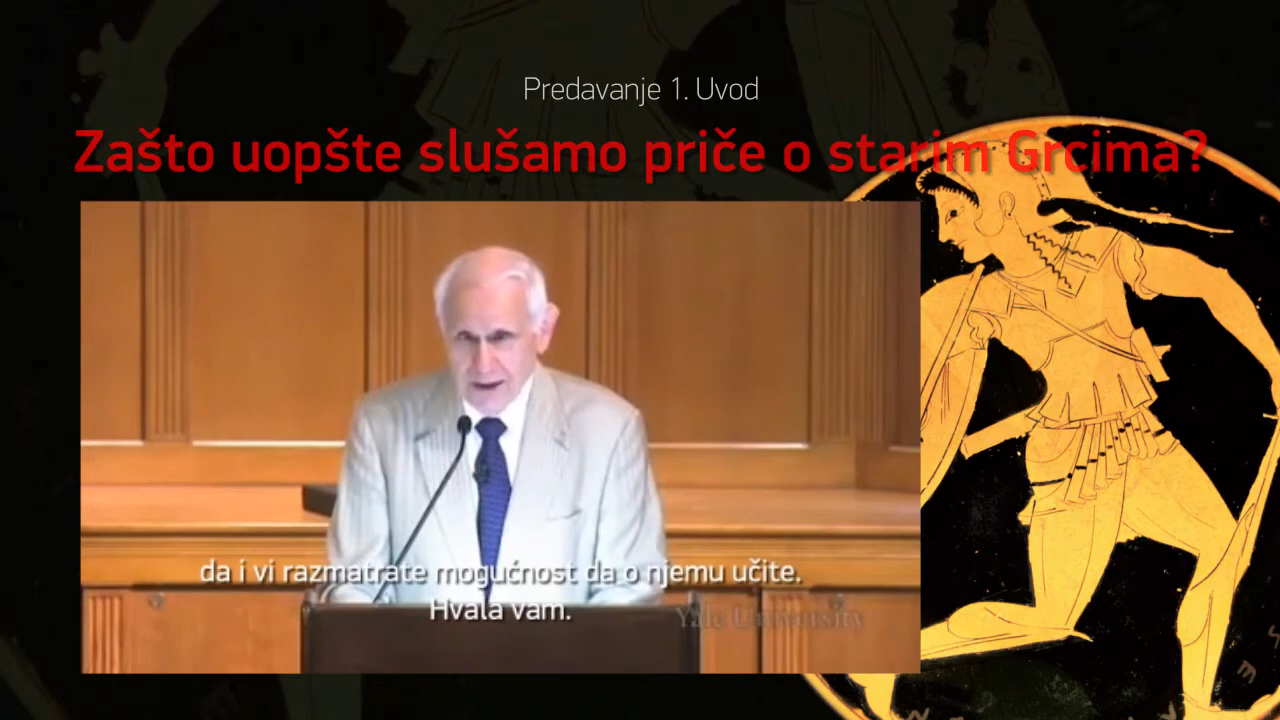 Predavanje 1. Uvod
Zašto uopšte slušamo priče o starim Grcima?
da i vi razmatrate mogućnost da o njemu učite.
Hvala vam.
Yale University